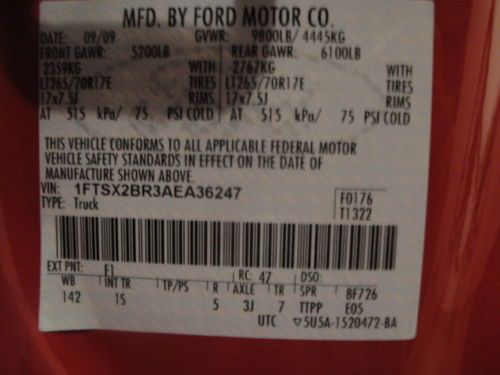 MFD. BY FORD MOTOR CO.
DATE: 09/09 GVWR: 9800LB/ 4445KG
FRONT GAWR: 5200LB REAR GAWR: 6100LB
2359KG WITH 2767KG WITH
LT265/70R17E TIRES LT265/70R17E TIRES
17x7.5J RIMS 17x7.5J RIMS
AT 515 kPa/ 75 PSI COLD AT 515 kPa/ 75 PSI COLD
THIS VEHICLE CONFORMS TO ALL APPLICABLE FEDERAL MOTOR
VEHICLE SAFETY STANDARDS IN EFFECT ON THE DATE OF
MANUFACTURE SHOWN ABOVE.
VIN: 1FTSX2BR3AEA36247
TYPE: Truck
F0176
T1322
EXT PNT: F1 RC: 47 DSO:
WB INT TR TP/PS R AXLE TR SPR 8F726
142 1S 5 3J 7 TTPP E05
UTC ▽5U5A-1520472-BA